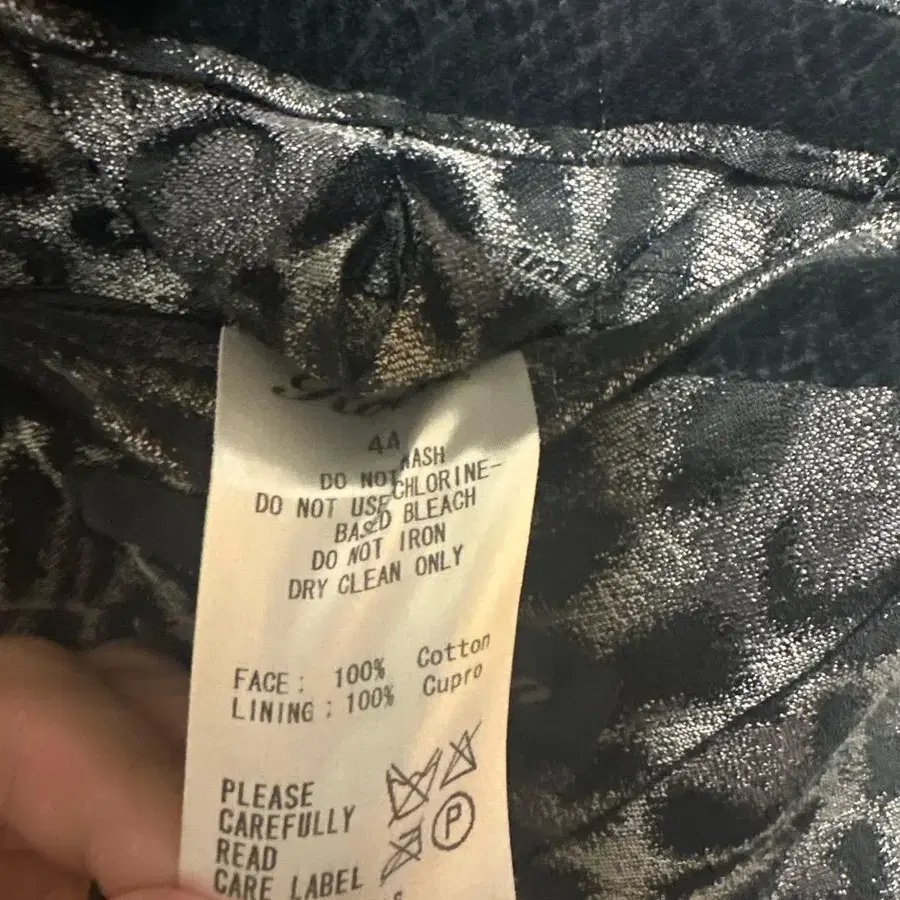 4A
DO NOT WASH
DO NOT USE CHLORINE-
BASED BLEACH
DO NOT IRON
DRY CLEAN ONLY
FACE: 100% Cotton
LINING: 100% Cupro
P
PLEASE
CAREFULLY
READ
CARE LABEL